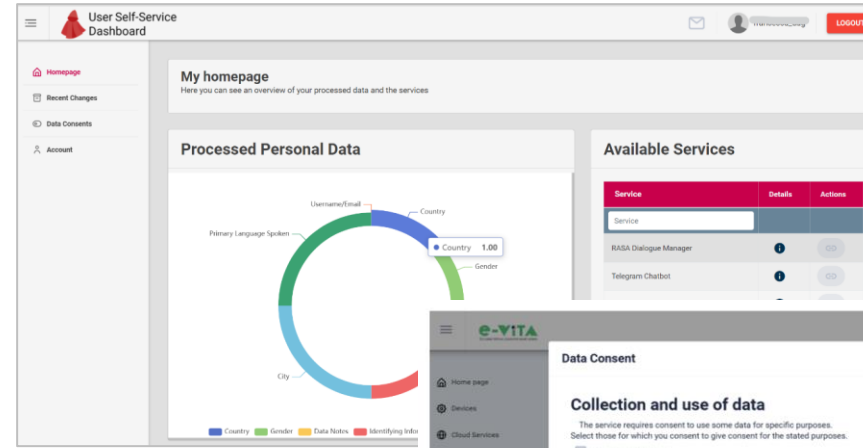 User Self-Service
Dashboard
LOGOUT
Homepage
Recent Changes
Data Consents
Account
My homepage
Here you can see an overview of your processed data and the services
Processed Personal Data
Username/Email
Country
Primary Language Spoken
Country 1.00
Gender
City
Country Gender Data Notes Identifying Infor
Available Services
Service Details Actions
Service
RASA Dialogue Manager
Telegram Chatbot
e-ViTA
Home page
Devices
Cloud Services
Data Consent
Collection and use of data
The service requires consent to use some data for specific purposes.
Select those for which you consent to give consent for the stated purposes.